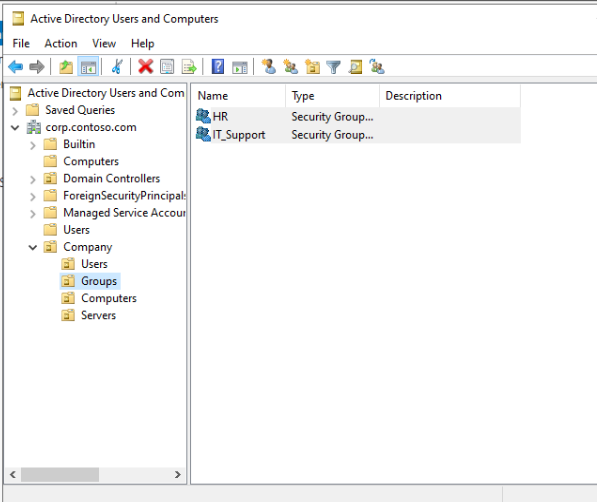 Active Directory Users and Computers
File Action View Help
Active Directory Users and Com
Saved Queries
corp.contoso.com
Builtin
Computers
Domain Controllers
ForeignSecurityPrincipals
Managed Service Accour
Users
Company
Users
Groups
Computers
Servers
Name Type Description
HR Security Group...
IT_Support Security Group...